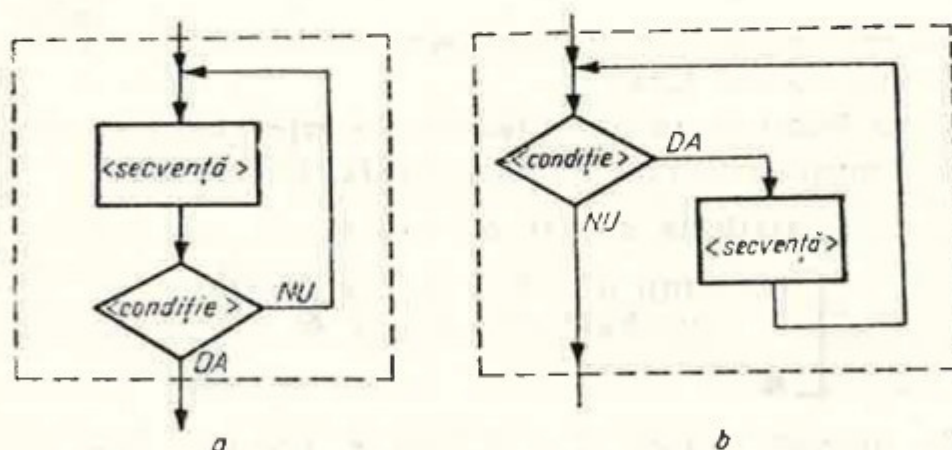 <secvență>
<condiție>
NU
DA
a
<condiție>
DA
NU
<secvență>
b